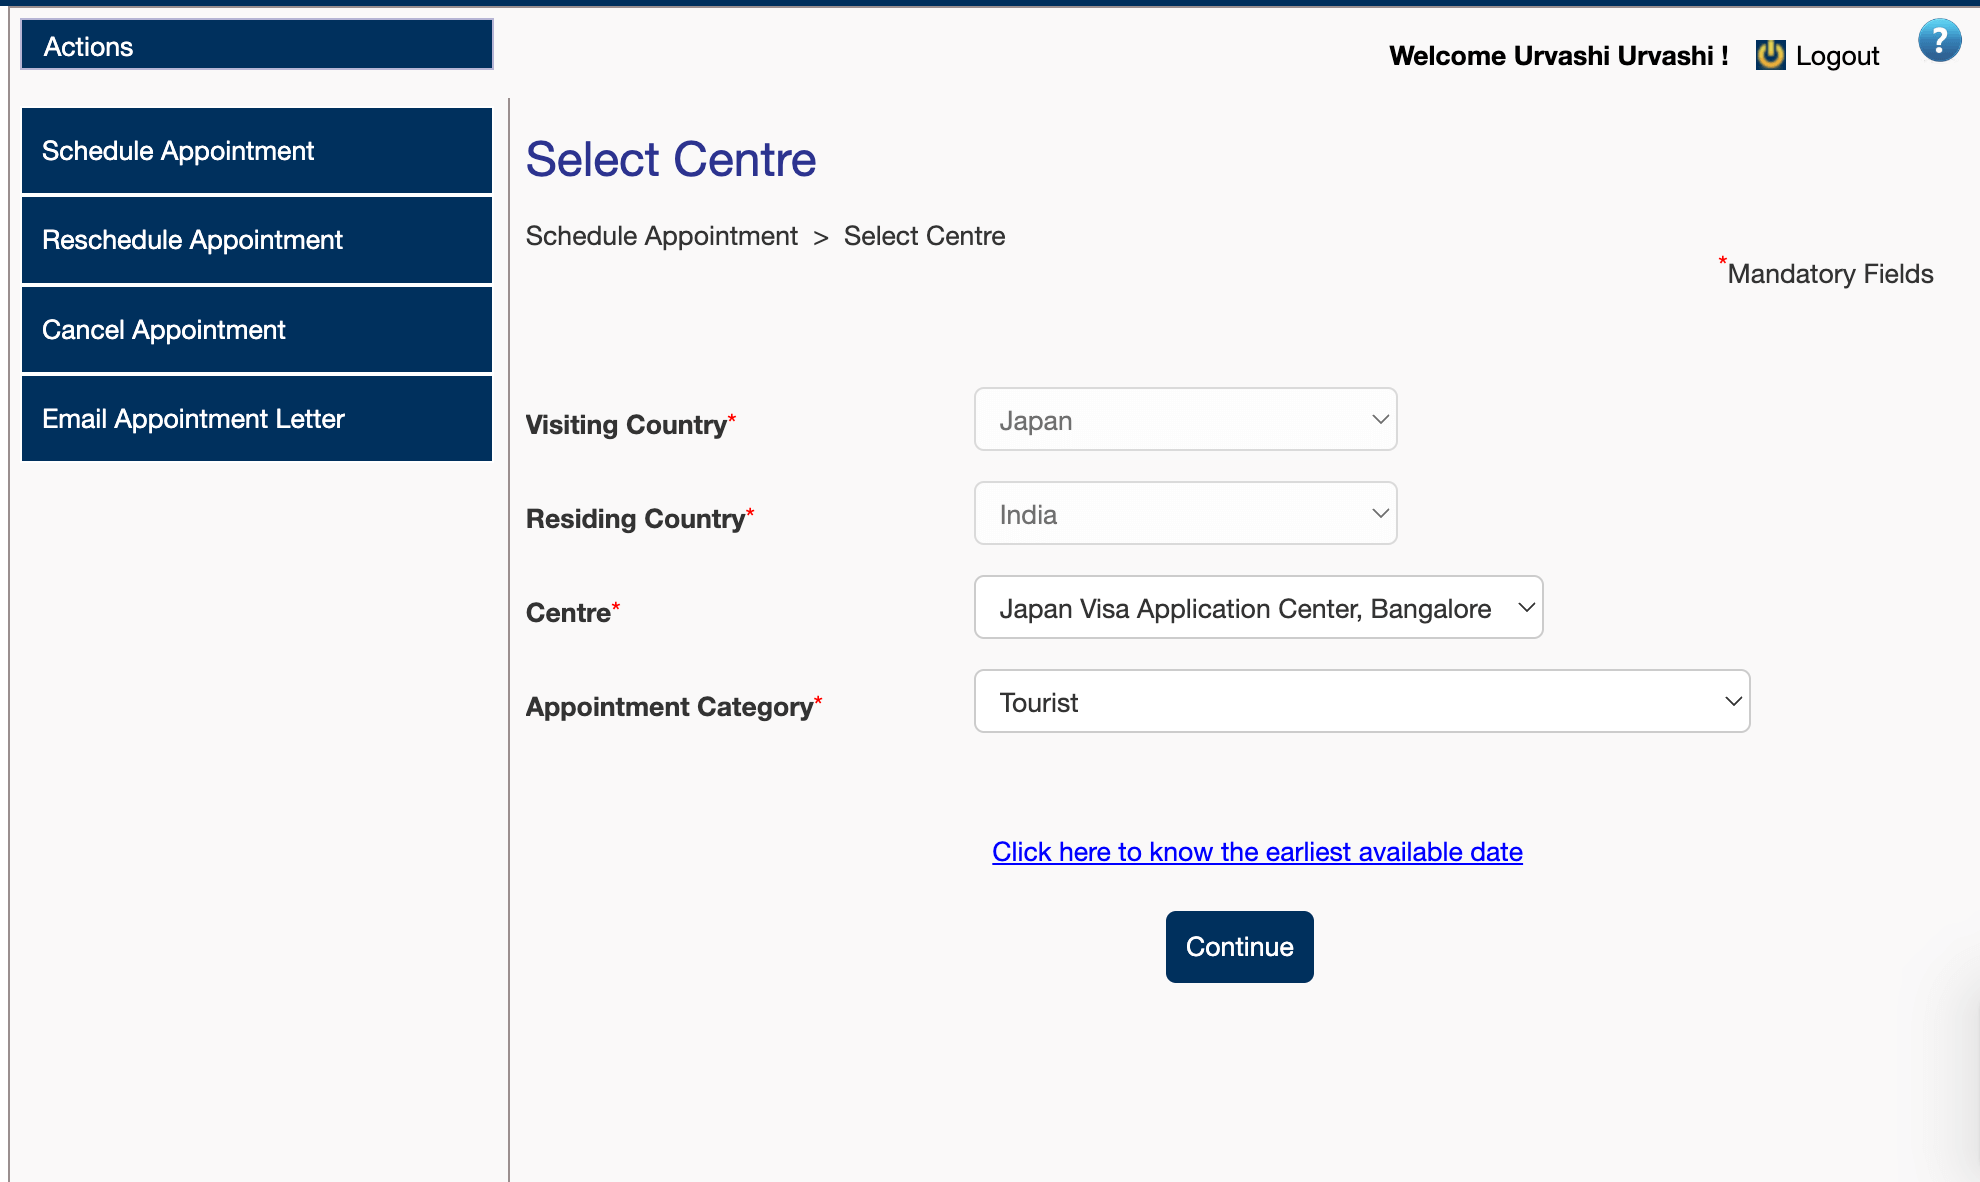 Actions
Welcome Urvashi Urvashi !
Logout
?
Schedule Appointment
Reschedule Appointment
Cancel Appointment
Email Appointment Letter
Select Centre
Schedule Appointment > Select Centre
*Mandatory Fields
Visiting Country* Japan
Residing Country* India
Centre* Japan Visa Application Center, Bangalore
Appointment Category* Tourist
Click here to know the earliest available date
Continue